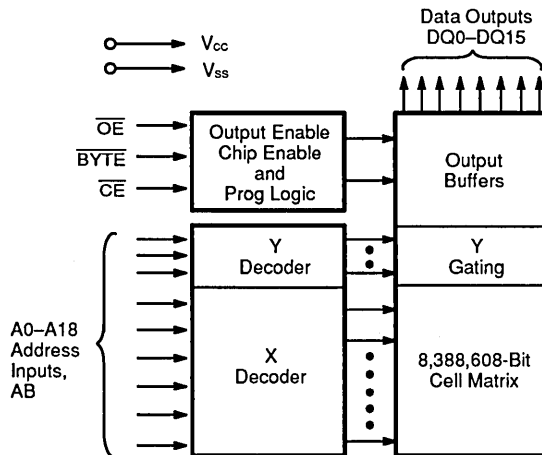 Data Outputs
DQ0–DQ15
VCC
VSS
OE
BYTE
CE
Output Enable
Chip Enable
and
Prog Logic
Output
Buffers
Y
Decoder
Y
Gating
A0–A18
Address
Inputs,
AB
X
Decoder
8,388,608-Bit
Cell Matrix